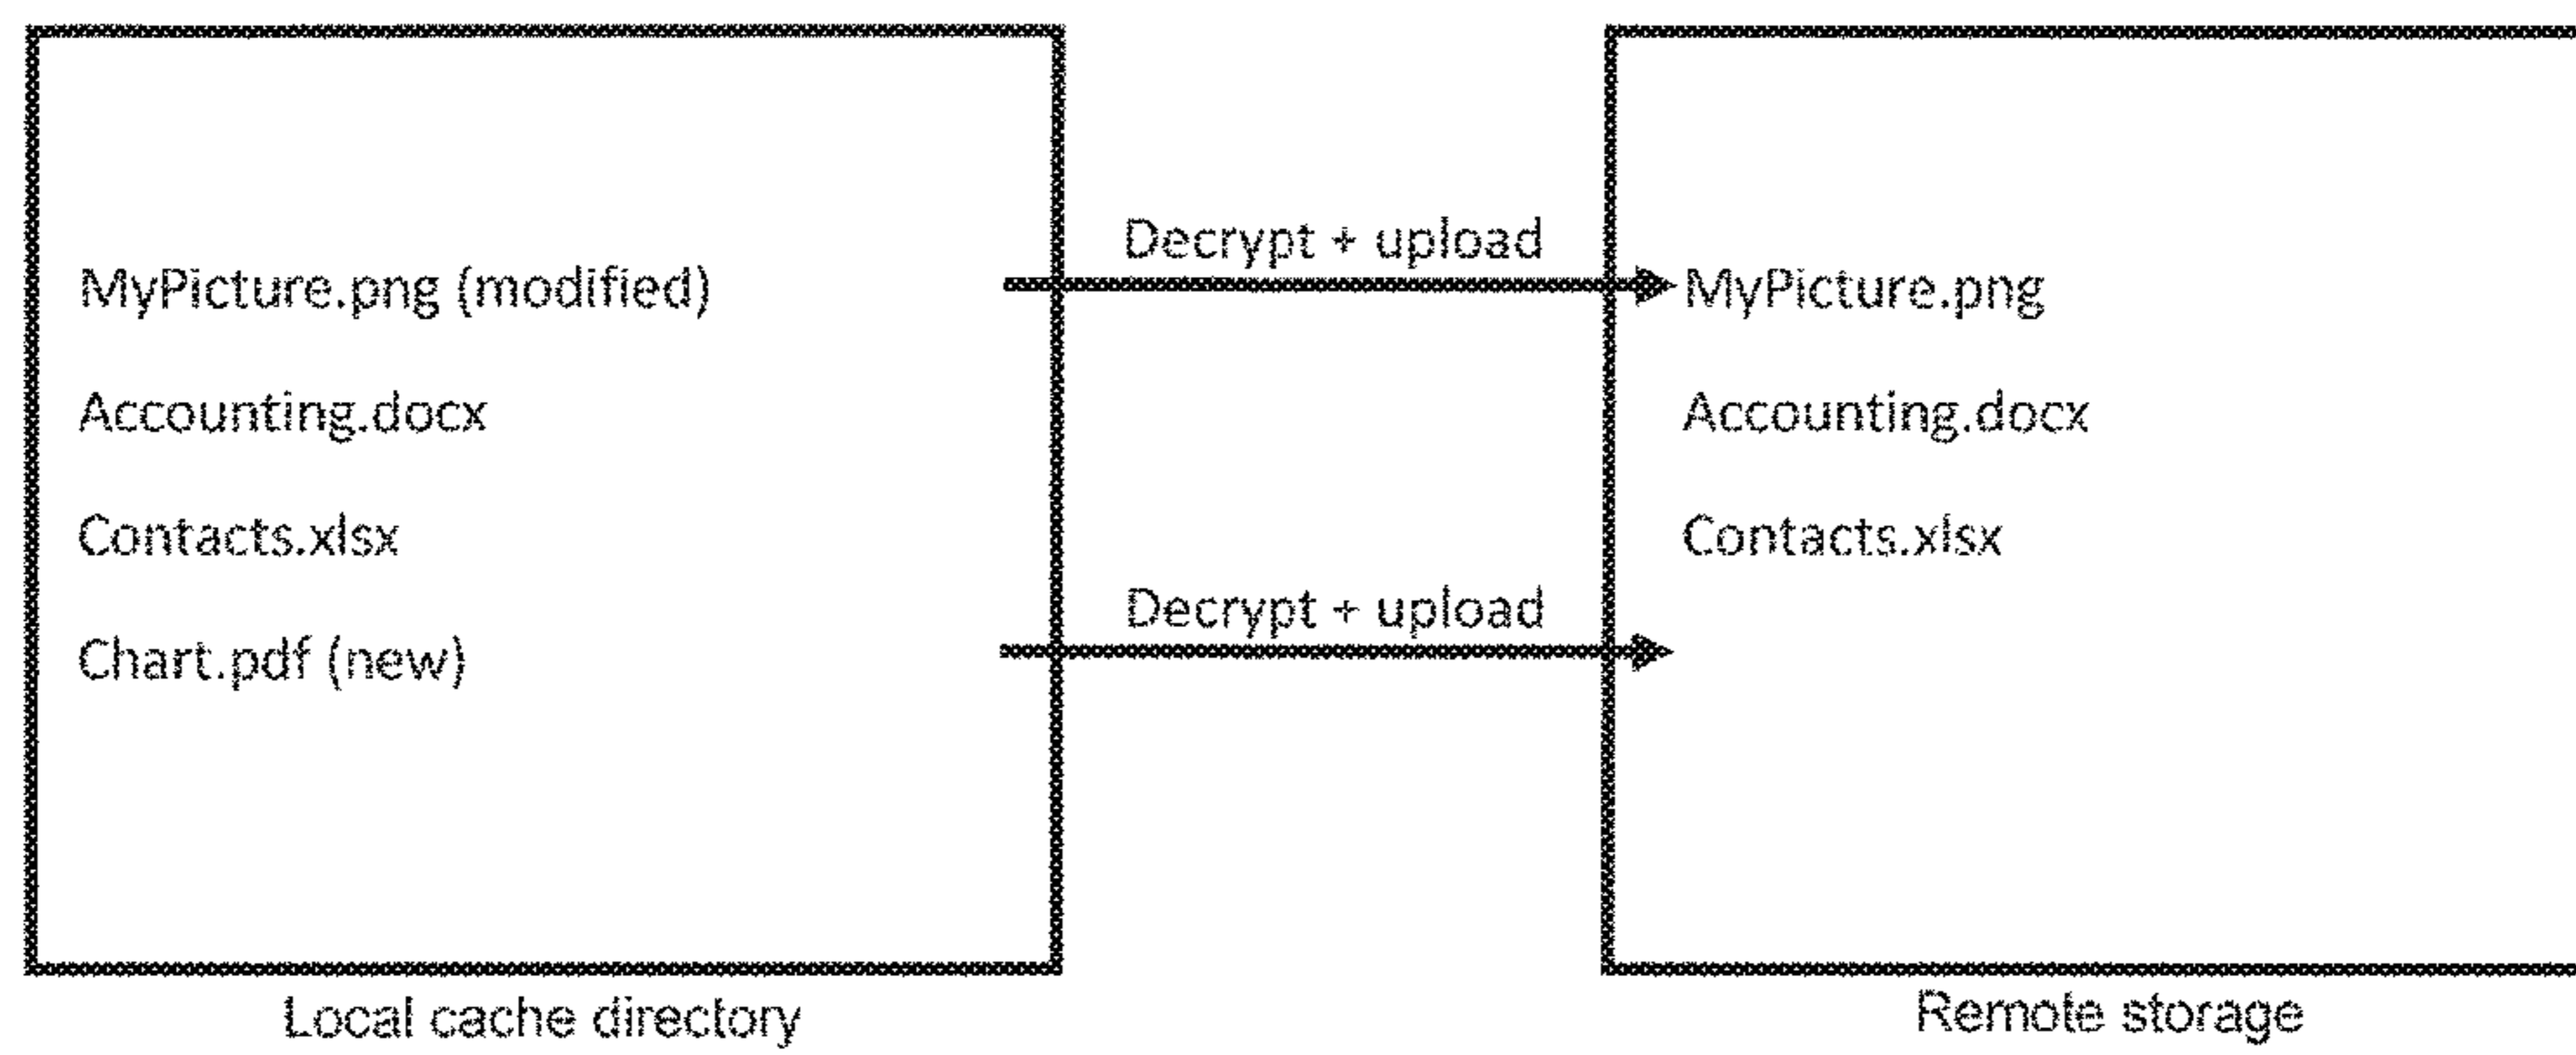 Decrypt + upload
MyPicture.png (modified)
MyPicture.png
Accounting.docx
Accounting.docx
Contacts.xlsx
Contacts.xlsx
Decrypt + upload
Chart.pdf (new)
Local cache directory
Remote storage